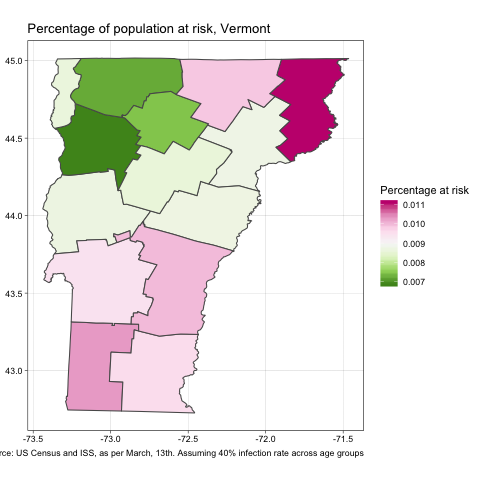 Percentage of population at risk, Vermont
45.0
44.5
44.0
43.5
43.0
-73.5 -73.0 -72.5 -72.0 -71.5
Percentage at risk
0.011
0.010
0.009
0.008
0.007
rce: US Census and ISS, as per March, 13th. Assuming 40% infection rate across age groups